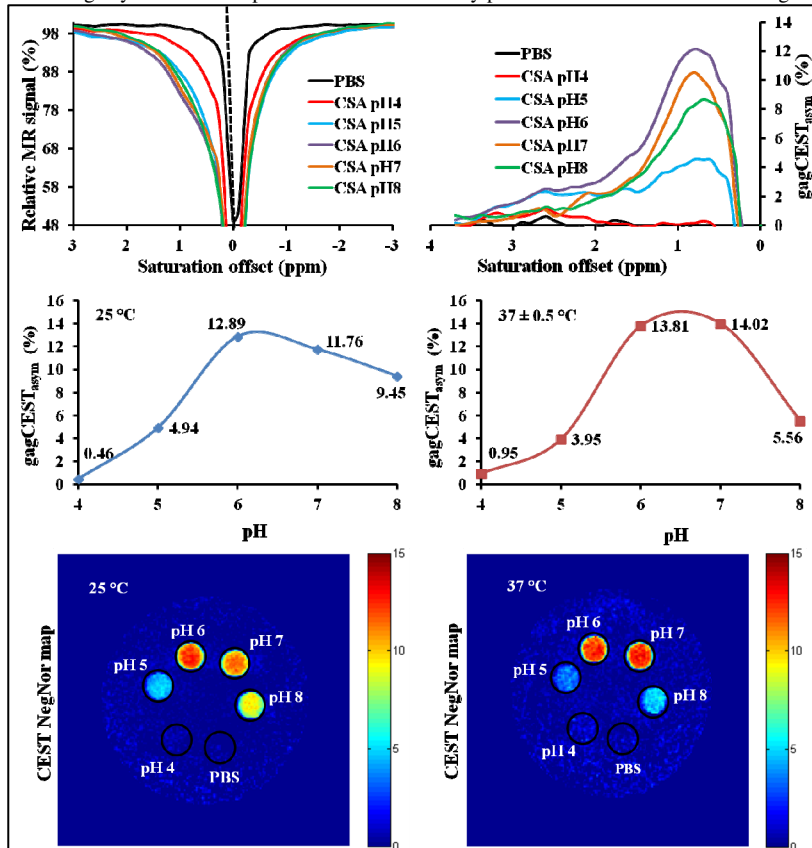 98
88
78
68
58
48
Relative MR signal (%)
3 2 1 0 -1 -2 -3
Saturation offset (ppm)
PBS
CSA pH4
CSA pH5
CSA pH6
CSA pH7
CSA pH8
PBS
CSA pH4
CSA pH5
CSA pH6
CSA pH7
CSA pH8
14
12
10
8
6
4
2
0
gagCESTasym (%)
4 3 2 1 0
Saturation offset (ppm)
16
14
12
10
8
6
4
2
0
gagCESTasym (%)
25 °C
12.89
11.76
9.45
4.94
0.46
4 5 6 7 8
pH
16
14
12
10
8
6
4
2
0
gagCESTasym (%)
37 ± 0.5 °C
13.81
14.02
5.56
3.95
0.95
4 5 6 7 8
pH
CEST NegNor map
25 °C
pH 6
pH 7
pH 5
pH 8
pH 4
PBS
15
10
5
0
CEST NegNor map
37 °C
pH 6
pH 7
pH 5
pH 8
pH 4
PBS
15
10
5
0